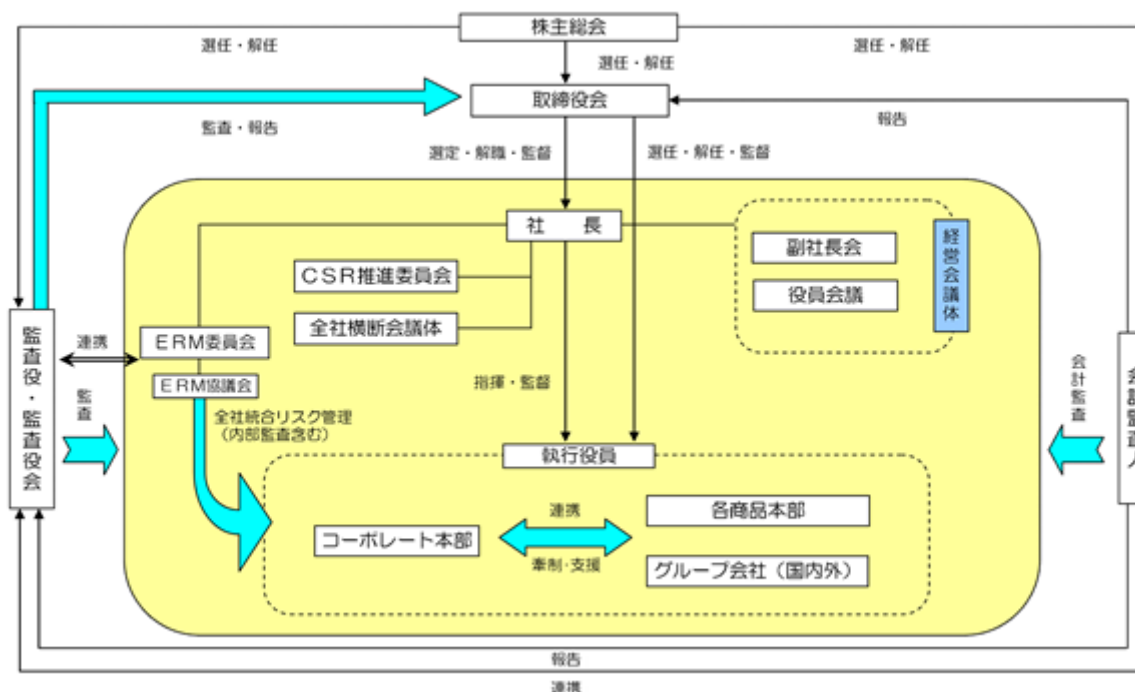 株主総会
選任・解任
選任・解任
選任・解任
取締役会
監査・報告
報告
選定・解職・監督
選任・解任・監督
社　長
副社長会
役員会議
経営会議体
CSR推進委員会
全社横断会議体
監査役・監査役会
連携
ERM委員会
ERM協議会
監査
指揮・監督
全社統合リスク管理
（内部監査含む）
会計監査
会計監査人
執行役員
コーポレート本部
連携
牽制・支援
各商品本部
グループ会社（国内外）
報告
連携